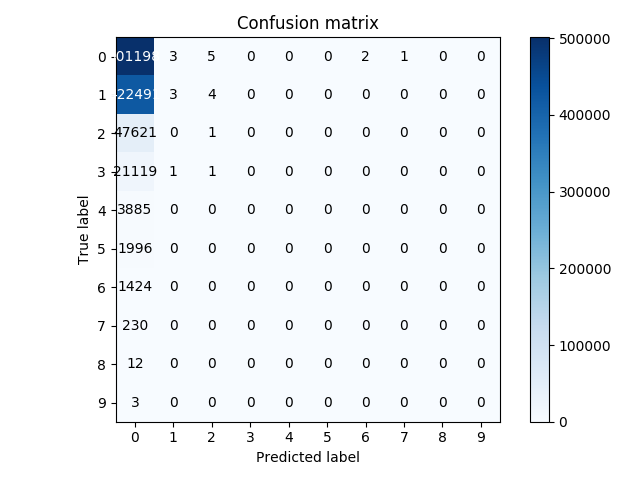 Confusion matrix
0 3 5 0 0 0 2 1 0 0
1 3 4 0 0 0 0 0 0 0
2 47621 0 1 0 0 0 0 0 0 0
3 21119 1 1 0 0 0 0 0 0 0
4 3885 0 0 0 0 0 0 0 0 0
5 1996 0 0 0 0 0 0 0 0 0
6 1424 0 0 0 0 0 0 0 0 0
7 230 0 0 0 0 0 0 0 0 0
8 12 0 0 0 0 0 0 0 0 0
9 3 0 0 0 0 0 0 0 0 0
0 1 2 3 4 5 6 7 8 9
Predicted label
True label
500000
400000
300000
200000
100000
0